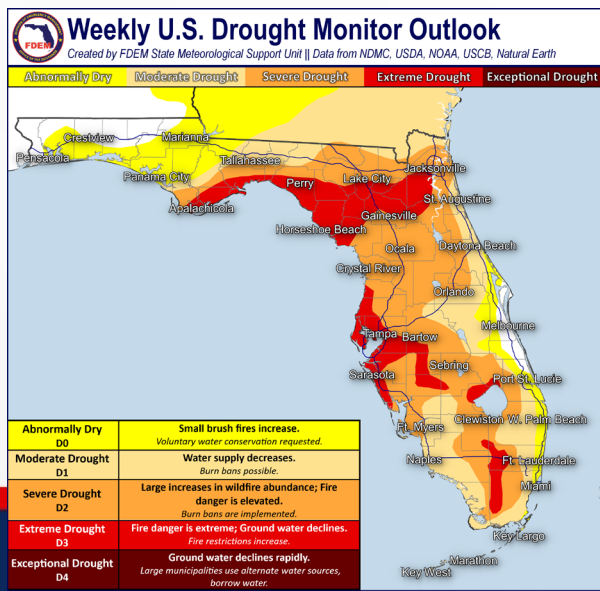 FDEM
Weekly U.S. Drought Monitor Outlook
Created by FDEM State Meteorological Support Unit || Data from NDMC, USDA, NOAA, USCB, Natural Earth
Abnormally Dry
Moderate Drought
Severe Drought
Extreme Drought
Exceptional Drought
Crestview
Marianna
Pensacola
Tallahassee
Panama City
Apalachicola
Perry
Lake City
Jacksonville
St. Augustine
Gainesville
Horseshoe Beach
Ocala
Daytona Beach
Crystal River
Orlando
Melbourne
Tampa
Bartow
Sebring
Sarasota
Port St. Lucie
Ft. Myers
Clewiston
W. Palm Beach
Naples
Ft. Lauderdale
Miami
Key Largo
Marathon
Key West
Abnormally Dry
D0
Small brush fires increase.
Voluntary water conservation requested.
Moderate Drought
D1
Water supply decreases.
Burn bans possible.
Severe Drought
D2
Large increases in wildfire abundance; Fire
danger is elevated.
Burn bans are implemented.
Extreme Drought
D3
Fire danger is extreme; Ground water declines.
Fire restrictions increase.
Exceptional Drought
D4
Ground water declines rapidly.
Large municipalities use alternate water sources,
borrow water.